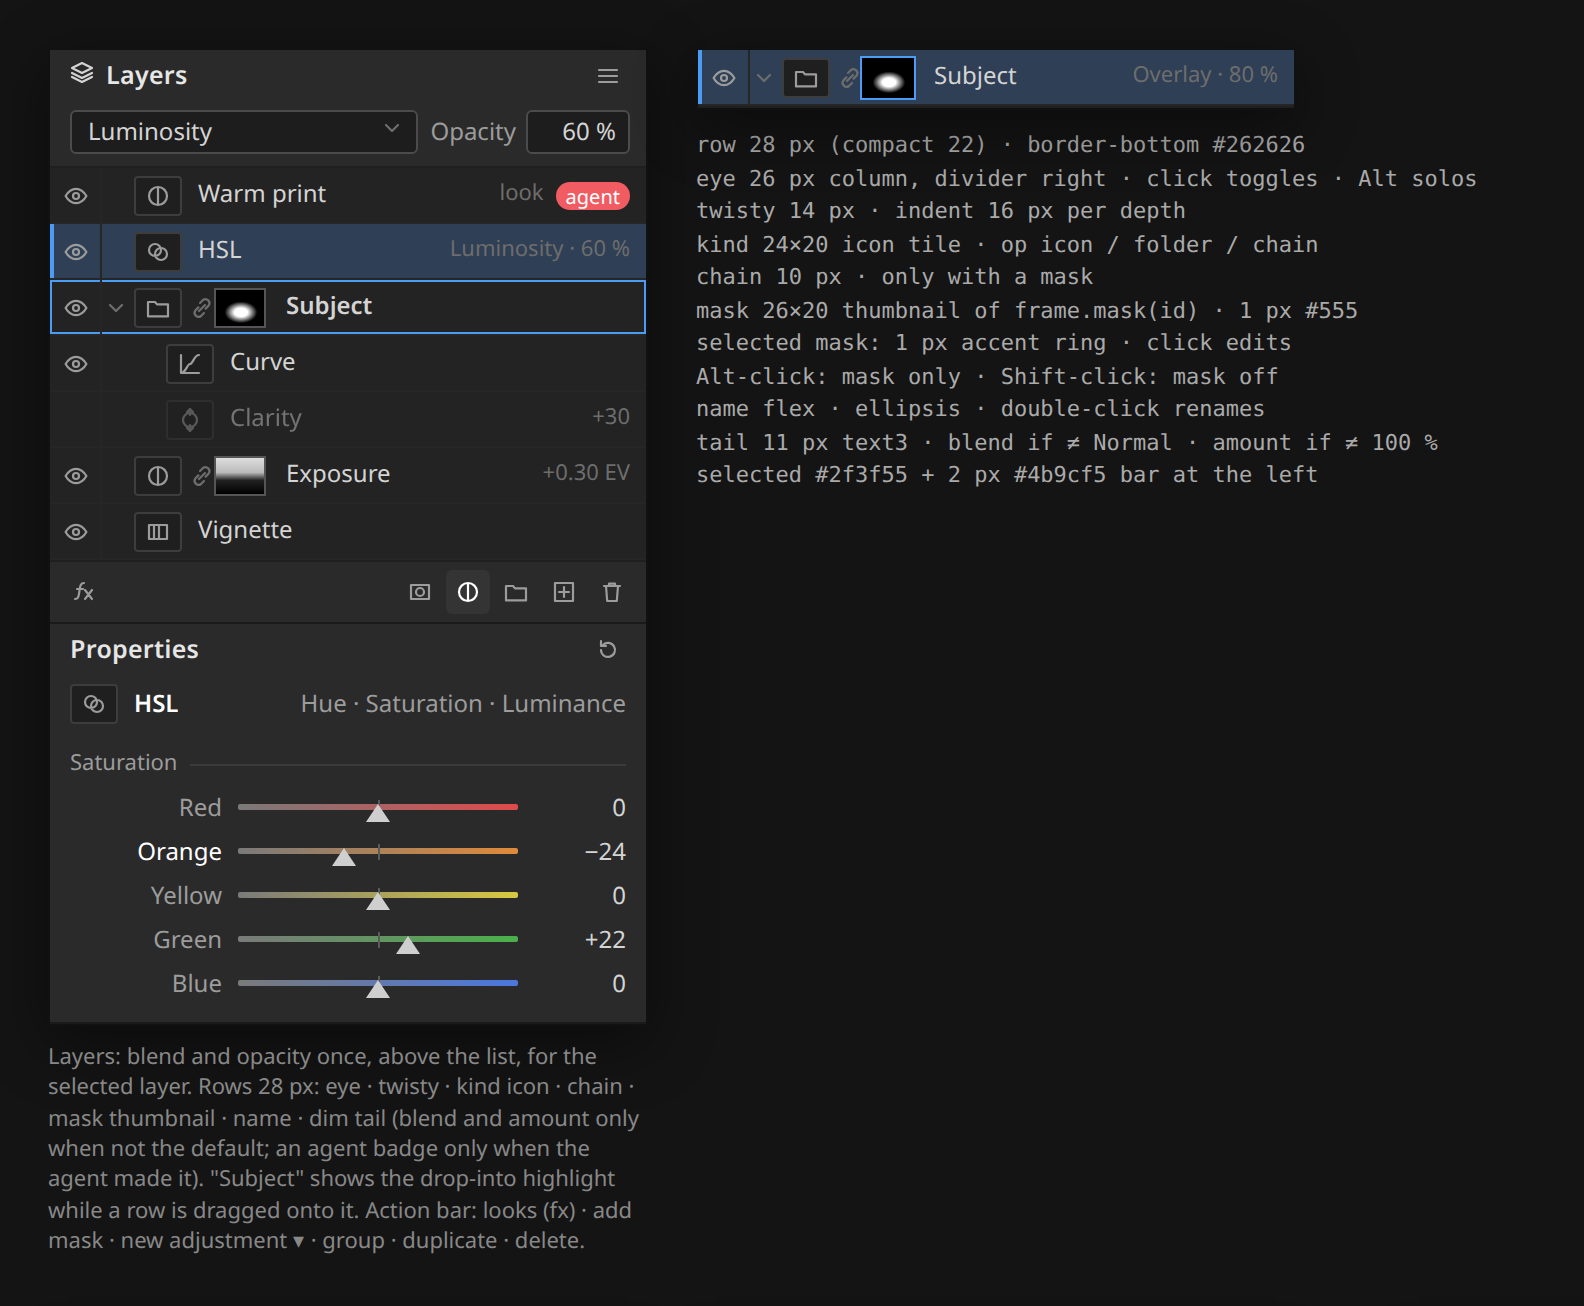 Layers
Luminosity
Opacity
60 %
Warm print
look
agent
HSL
Luminosity · 60 %
Subject
Curve
Clarity
+30
Exposure
+0.30 EV
Vignette
fx
Properties
HSL
Hue · Saturation · Luminance
Saturation
Red
0
Orange
−24
Yellow
0
Green
+22
Blue
0
Layers: blend and opacity once, above the list, for the
selected layer. Rows 28 px: eye · twisty · kind icon · chain ·
mask thumbnail · name · dim tail (blend and amount only
when not the default; an agent badge only when the
agent made it). "Subject" shows the drop-into highlight
while a row is dragged onto it. Action bar: looks (fx) · add
mask · new adjustment ▾ · group · duplicate · delete.
Subject
Overlay · 80 %
row 28 px (compact 22) · border-bottom #262626
eye 26 px column, divider right · click toggles · Alt solos
twisty 14 px · indent 16 px per depth
kind 24×20 icon tile · op icon / folder / chain
chain 10 px · only with a mask
mask 26×20 thumbnail of frame.mask(id) · 1 px #555
selected mask: 1 px accent ring · click edits
Alt-click: mask only · Shift-click: mask off
name flex · ellipsis · double-click renames
tail 11 px text3 · blend if ≠ Normal · amount if ≠ 100 %
selected #2f3f55 + 2 px #4b9cf5 bar at the left